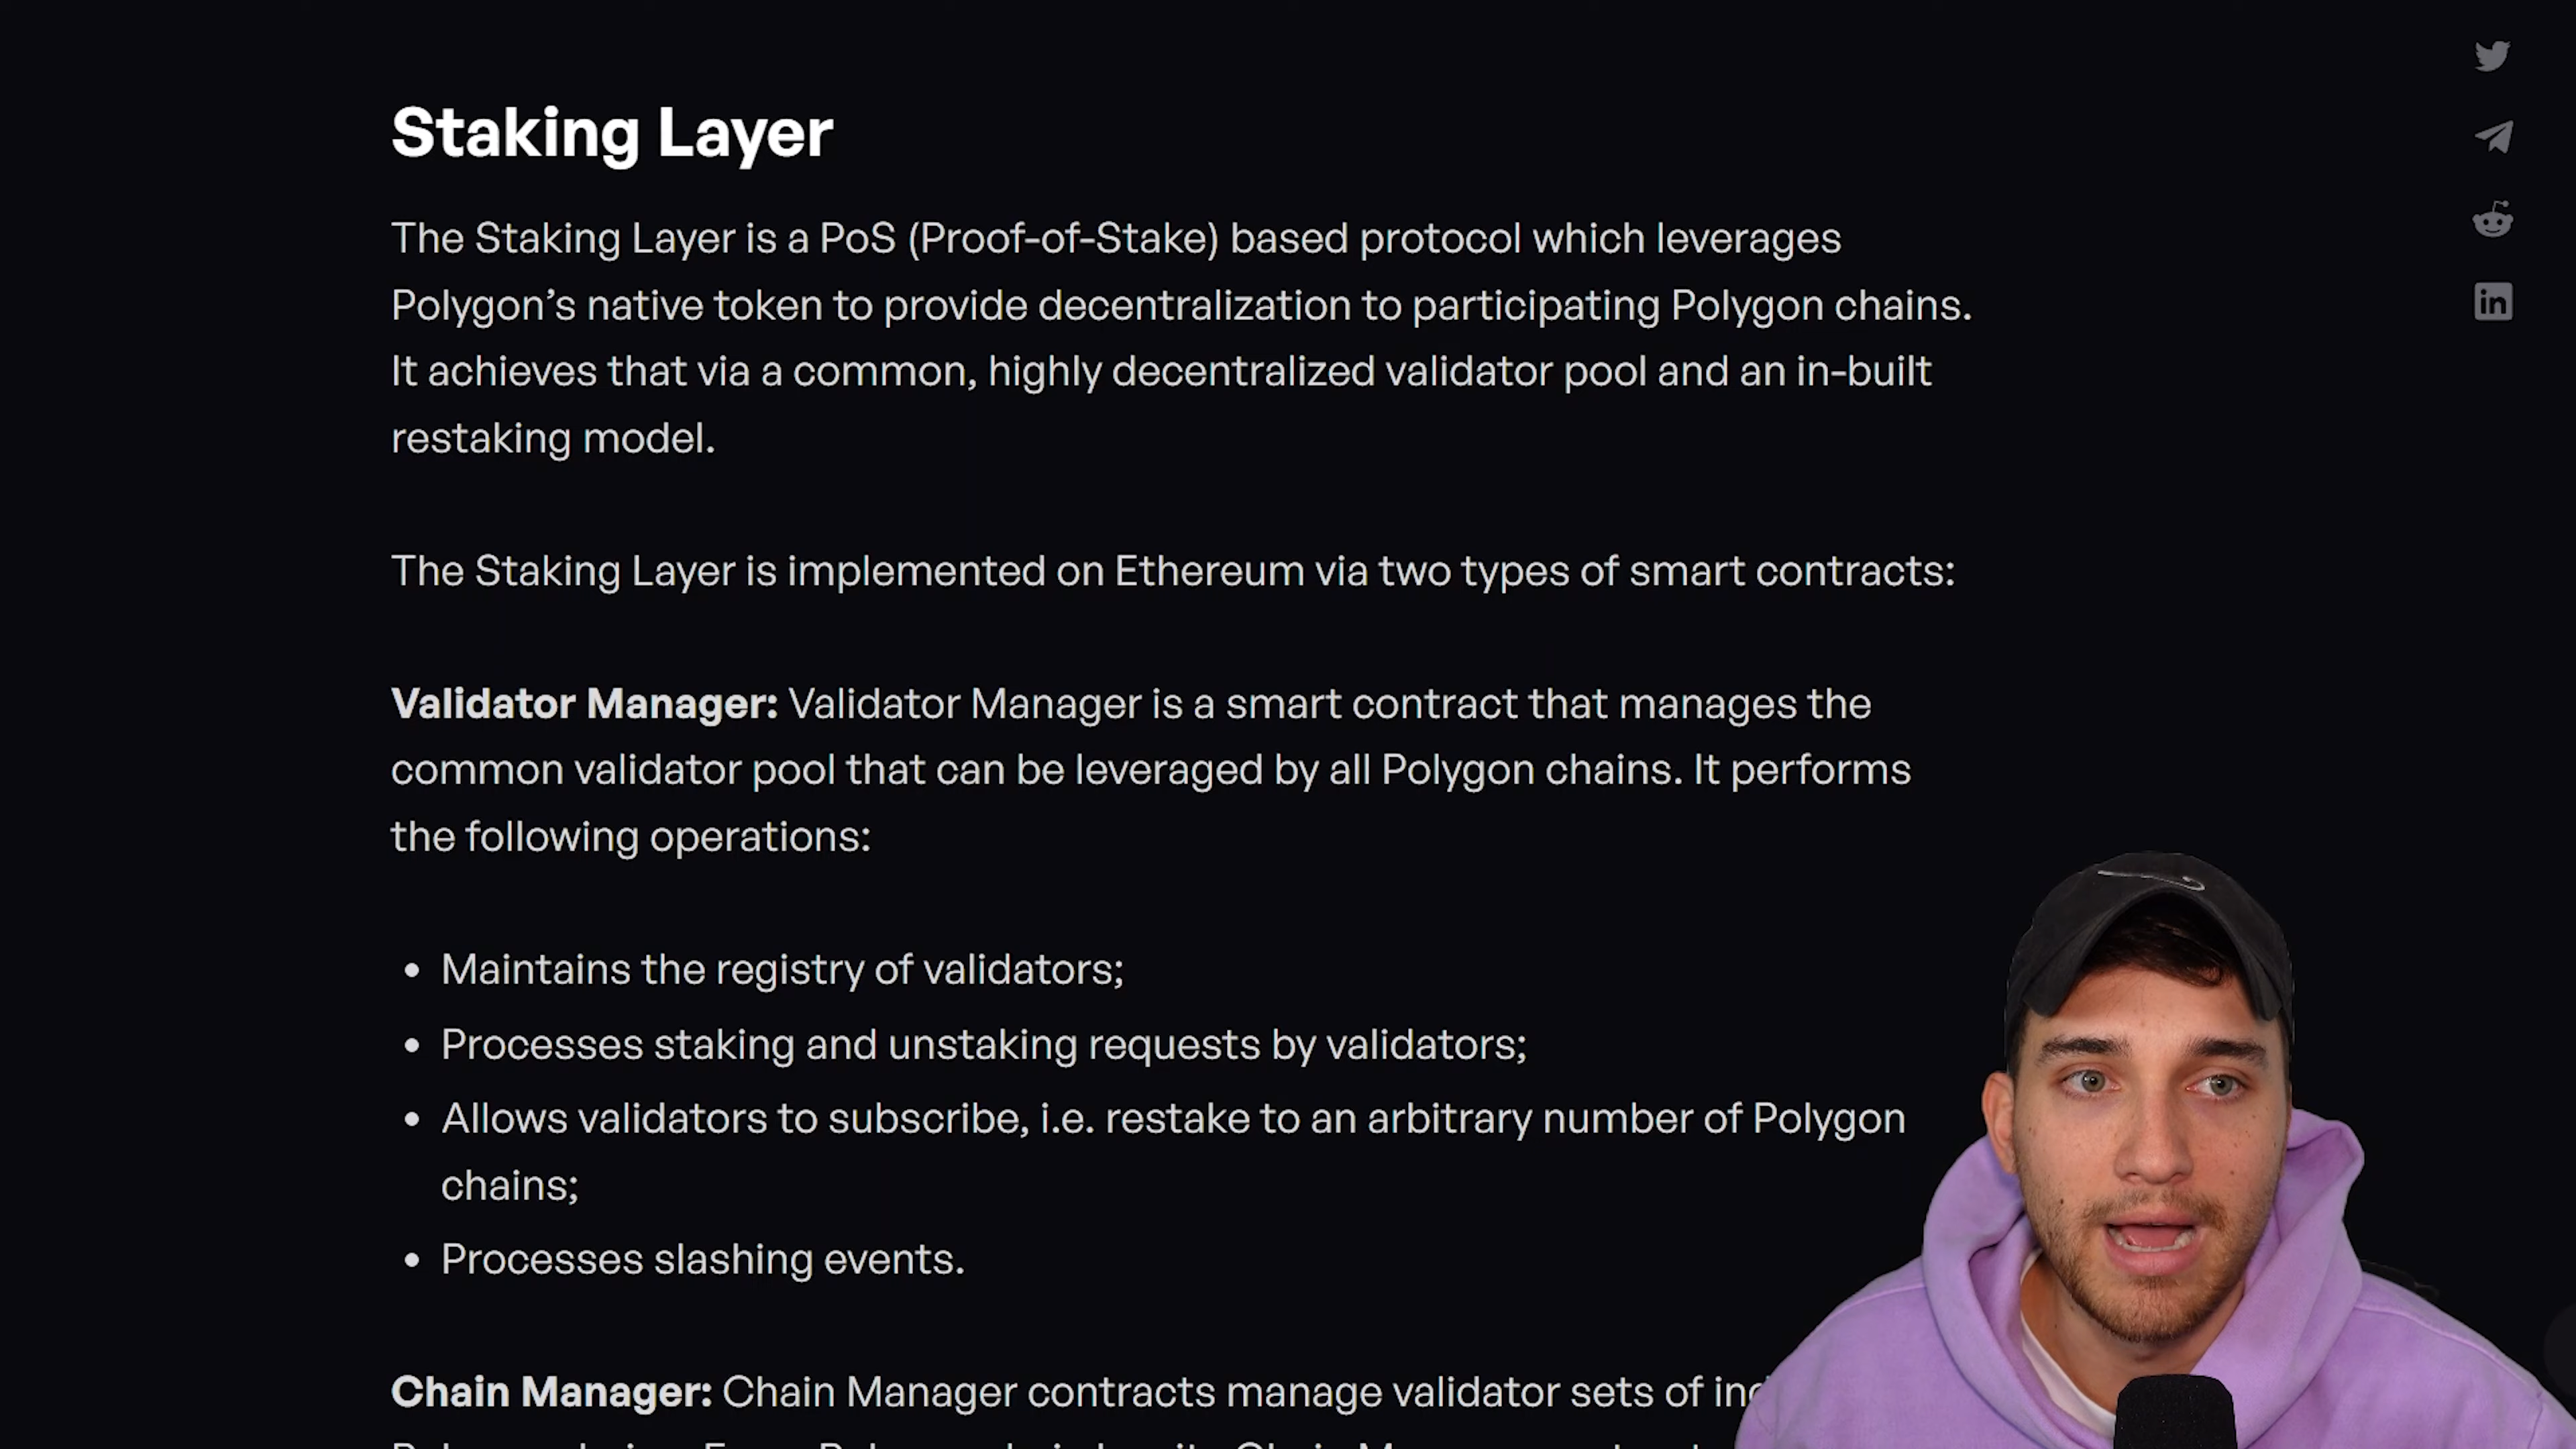 Staking Layer
The Staking Layer is a PoS (Proof-of-Stake) based protocol which leverages
Polygon’s native token to provide decentralization to participating Polygon chains.
It achieves that via a common, highly decentralized validator pool and an in-built
restaking model.
The Staking Layer is implemented on Ethereum via two types of smart contracts:
Validator Manager: Validator Manager is a smart contract that manages the
common validator pool that can be leveraged by all Polygon chains. It performs
the following operations:
• Maintains the registry of validators;
• Processes staking and unstaking requests by validators;
• Allows validators to subscribe, i.e. restake to an arbitrary number of Polygon
chains;
• Processes slashing events.
Chain Manager: Chain Manager contracts manage validator sets of
in